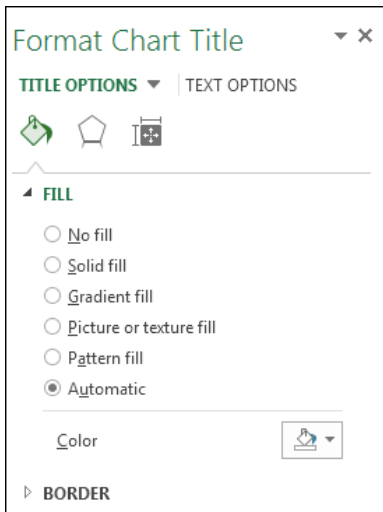 Format Chart Title
TITLE OPTIONS TEXT OPTIONS
FILL
No fill
Solid fill
Gradient fill
Picture or texture fill
Pattern fill
Automatic
Color
BORDER